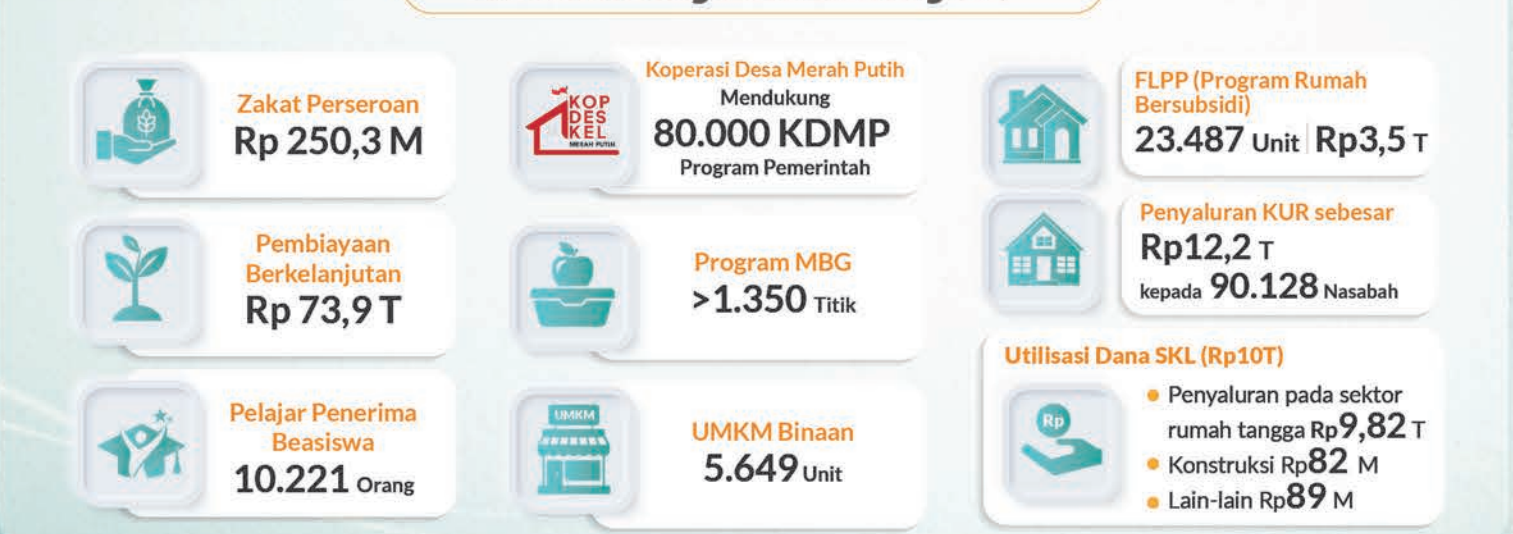 Zakat Perseroan
Rp 250,3 M
Pembiayaan
Berkelanjutan
Rp 73,9 T
Pelajar Penerima
Beasiswa
10.221 Orang
KOP
DES
KEL
MERAH PUTIH
Koperasi Desa Merah Putih
Mendukung
80.000 KDMP
Program Pemerintah
Program MBG
>1.350 Titik
UMKM
UMKM Binaan
5.649 Unit
FLPP (Program Rumah
Bersubsidi)
23.487 Unit | Rp3,5 T
Penyaluran KUR sebesar
Rp12,2 T
kepada 90.128 Nasabah
Utilisasi Dana SKL (Rp10T)
Rp
• Penyaluran pada sektor
rumah tangga Rp9,82 T
• Konstruksi Rp82 M
• Lain-lain Rp89 M